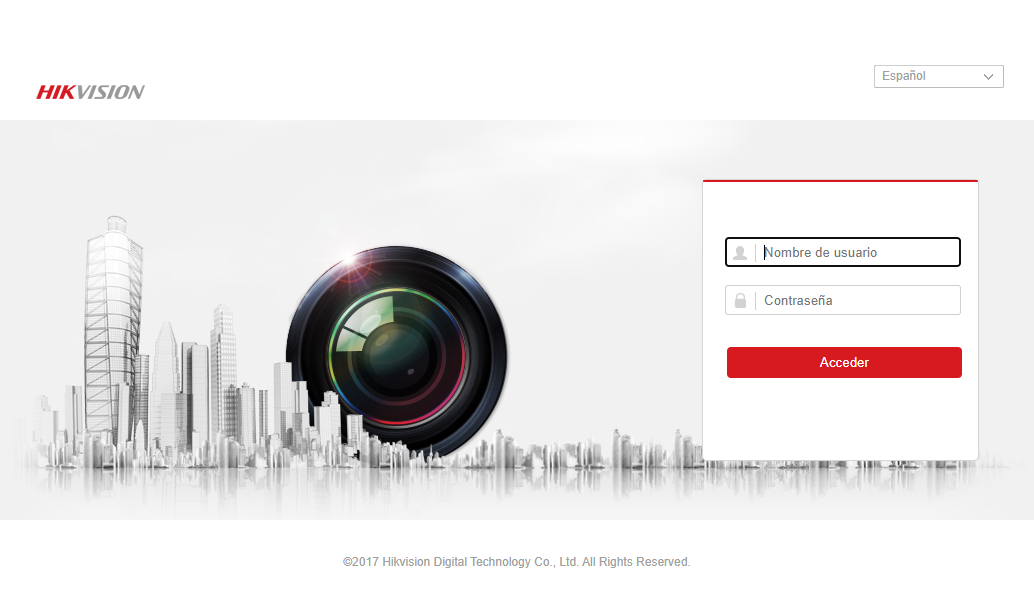 HIKVISION
Español
Nombre de usuario
Contraseña
Acceder
©2017 Hikvision Digital Technology Co., Ltd. All Rights Reserved.